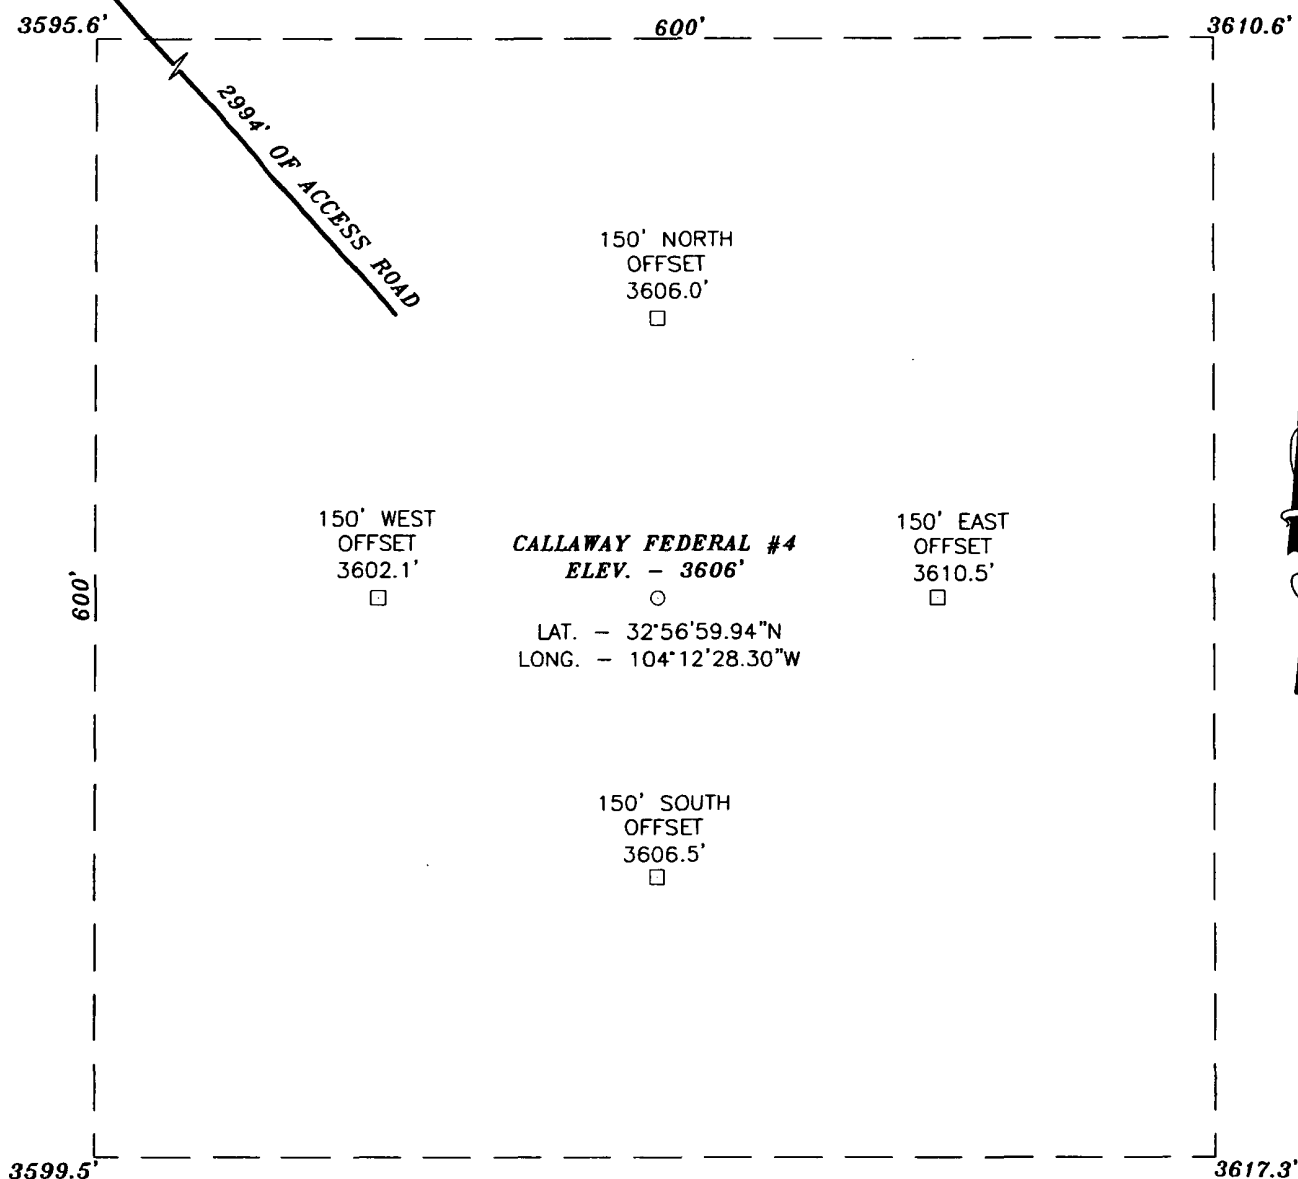 3595.6'
600'
3610.6'
2994' OF ACCESS ROAD
150' NORTH
OFFSET
3606.0'
150' WEST
OFFSET
3602.1'
CALLAWAY FEDERAL #4
ELEV. - 3606'
LAT. - 32°56'59.94"N
LONG. - 104°12'28.30"W
150' EAST
OFFSET
3610.5'
600'
150' SOUTH
OFFSET
3606.5'
3599.5'
3617.3'